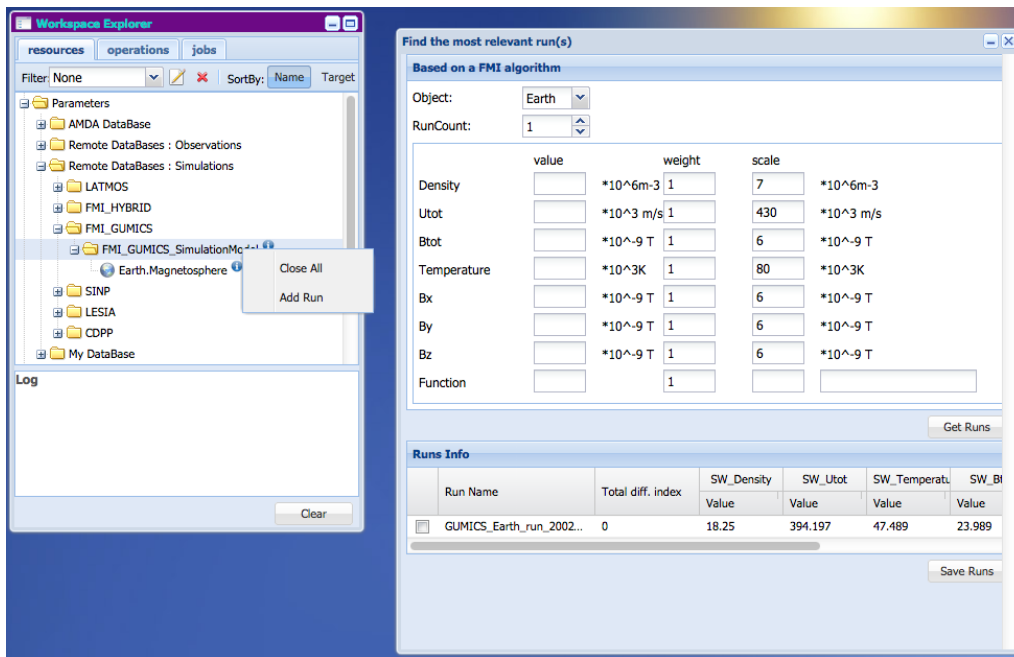 Workspace Explorer
resources operations jobs
Filter: None SortBy: Name Target
Parameters
AMDA DataBase
Remote DataBases : Observations
Remote DataBases : Simulations
LATMOS
FMI_HYBRID
FMI_GUMICS
FMI_GUMICS_SimulationModel
Earth.Magnetosphere
Close All
Add Run
SINP
LESIA
CDPP
My DataBase
Log
Clear
Find the most relevant run(s)
Based on a FMI algorithm
Object: Earth
RunCount: 1
value weight scale
Density *10^6m-3 1 7 *10^6m-3
Utot *10^3 m/s 1 430 *10^3 m/s
Btot *10^-9 T 1 6 *10^-9 T
Temperature *10^3K 1 80 *10^3K
Bx *10^-9 T 1 6 *10^-9 T
By *10^-9 T 1 6 *10^-9 T
Bz *10^-9 T 1 6 *10^-9 T
Function 1
Get Runs
Runs Info
Run Name Total diff. index SW_Density SW_Utot SW_Temperatu SW_Bt
Value Value Value Value
GUMICS_Earth_run_2002... 0 18.25 394.197 47.489 23.989
Save Runs